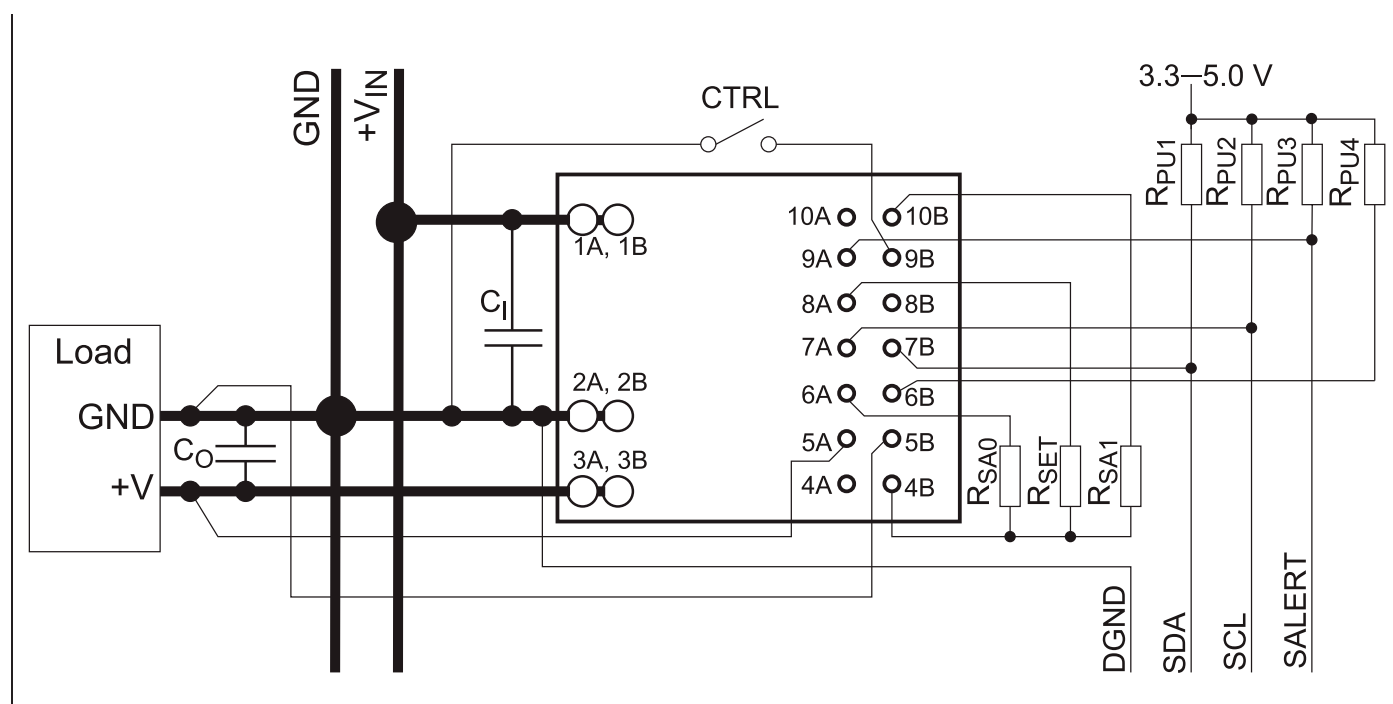 3.3–5.0 V
GND
+VIN
CTRL
RPU1
RPU2
RPU3
RPU4
10A
10B
1A, 1B
9A
9B
CI
8A
8B
Load
7A
7B
2A, 2B
6A
6B
GND
CO
5A
5B
3A, 3B
RSA0
RSET
RSA1
+V
4A
4B
DGND
SDA
SCL
SALERT